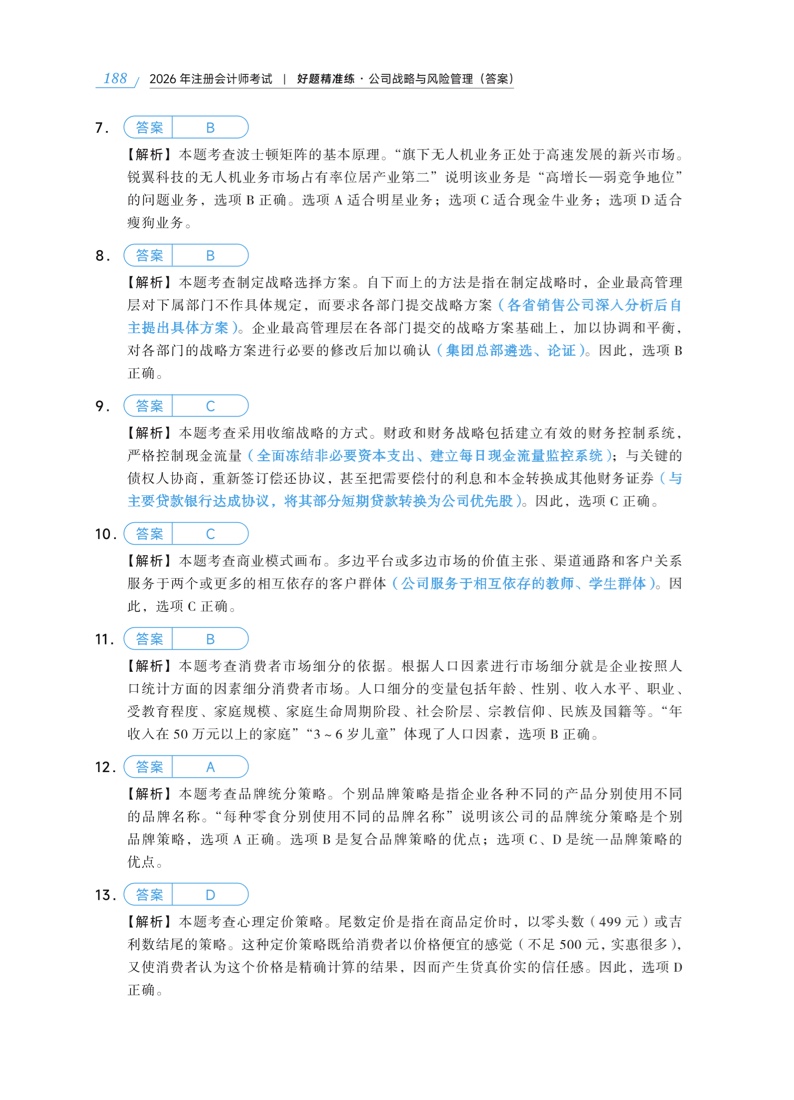 188 2026 年注册会计师考试 | 好题精准练·公司战略与风险管理（答案）
7. 答案 B
【解析】本题考查波士顿矩阵的基本原理。“旗下无人机业务正处于高速发展的新兴市场。
锐翼科技的无人机业务市场占有率位居产业第二”说明该业务是“高增长—弱竞争地位”
的问题业务，选项 B 正确。选项 A 适合明星业务；选项 C 适合现金牛业务；选项 D 适合
瘦狗业务。
8. 答案 B
【解析】本题考查制定战略选择方案。自下而上的方法是指在制定战略时，企业最高管理
层对下属部门不作具体规定，而要求各部门提交战略方案（各省销售公司深入分析后自
主提出具体方案）。企业最高管理层在各部门提交的战略方案基础上，加以协调和平衡，
对各部门的战略方案进行必要的修改后加以确认（集团总部遴选、论证）。因此，选项 B
正确。
9. 答案 C
【解析】本题考查采用收缩战略的方式。财政和财务战略包括建立有效的财务控制系统，
严格控制现金流量（全面冻结非必要资本支出、建立每日现金流量监控系统）；与关键的
债权人协商，重新签订偿还协议，甚至把需要偿付的利息和本金转换成其他财务证券（与
主要贷款银行达成协议，将其部分短期贷款转换为公司优先股）。因此，选项 C 正确。
10. 答案 C
【解析】本题考查商业模式画布。多边平台或多边市场的价值主张、渠道通路和客户关系
服务于两个或更多的相互依存的客户群体（公司服务于相互依存的教师、学生群体）。因
此，选项 C 正确。
11. 答案 B
【解析】本题考查消费者市场细分的依据。根据人口因素进行市场细分就是企业按照人
口统计方面的因素细分消费者市场。人口细分的变量包括年龄、性别、收入水平、职业、
受教育程度、家庭规模、家庭生命周期阶段、社会阶层、宗教信仰、民族及国籍等。“年
收入在 50 万元以上的家庭”“3 ~ 6 岁儿童”体现了人口因素，选项 B 正确。
12. 答案 A
【解析】本题考查品牌统分策略。个别品牌策略是指企业各种不同的产品分别使用不同
的品牌名称。“每种零食分别使用不同的品牌名称”说明该公司的品牌统分策略是个别
品牌策略，选项 A 正确。选项 B 是复合品牌策略的优点；选项 C、D 是统一品牌策略的
优点。
13. 答案 D
【解析】本题考查心理定价策略。尾数定价是指在商品定价时，以零头数（499 元）或吉
利数结尾的策略。这种定价策略既给消费者以价格便宜的感觉（不足 500 元，实惠很多），
又使消费者认为这个价格是精确计算的结果，因而产生货真价实的信任感。因此，选项 D
正确。